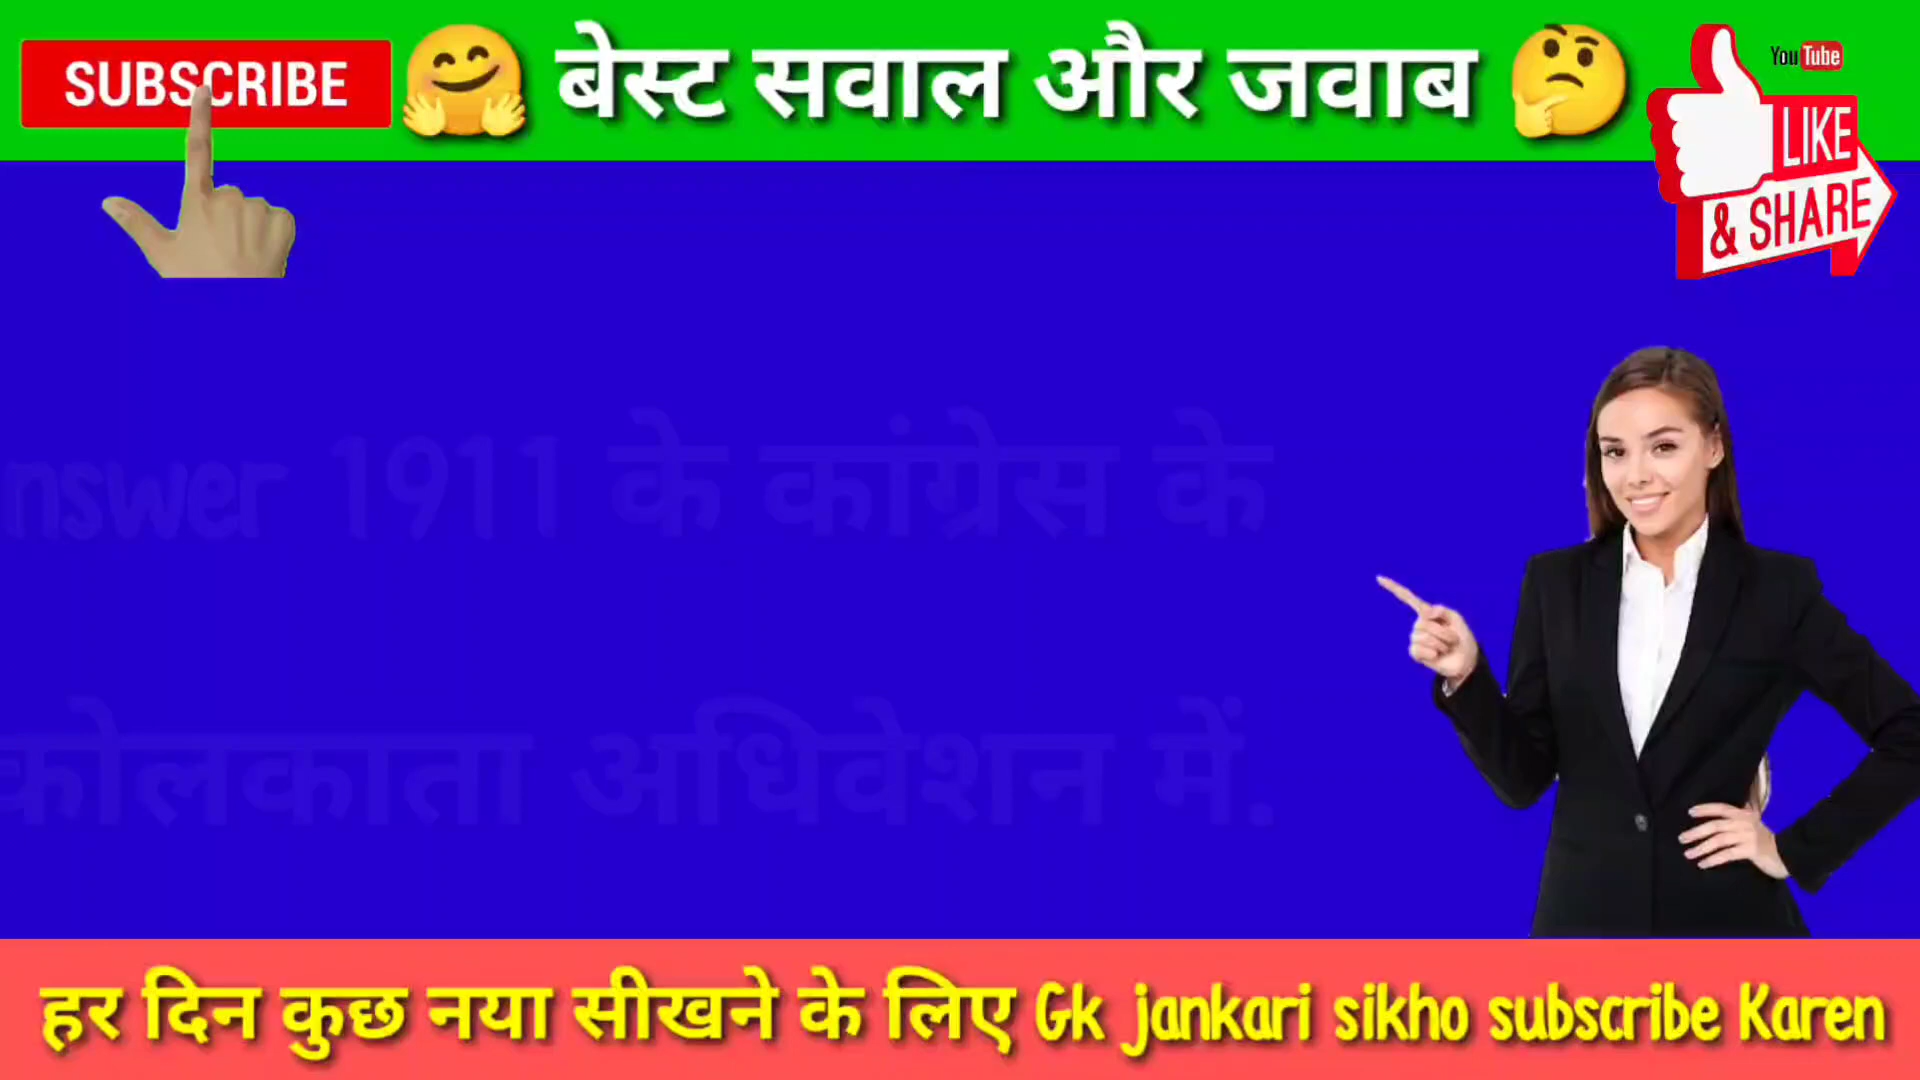 SUBSCRIBE 🤗 बेस्ट सवाल और जवाब 🤔
YouTube
LIKE
& SHARE
nswer 1911 के कांग्रेस के
कोलकाता अधिवेशन में.
हर दिन कुछ नया सीखने के लिए Gk jankari sikho subscribe Karen